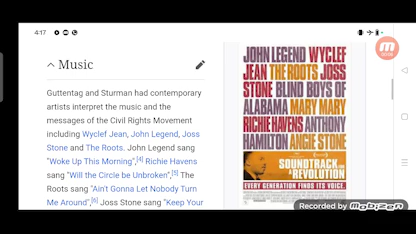 4:17
Music
Guttentag and Sturman had contemporary
artists interpret the music and the
messages of the Civil Rights Movement
including Wyclef Jean, John Legend, Joss
Stone and The Roots. John Legend sang
"Woke Up This Morning",[4] Richie Havens
sang "Will the Circle be Unbroken",[5] The
Roots sang "Ain't Gonna Let Nobody Turn
Me Around",[6] Joss Stone sang "Keep Your
JOHN LEGEND WYCLEF
JEAN THE ROOTS JOSS
STONE BLIND BOYS OF
ALABAMA MARY MARY
RICHIE HAVENS ANTHONY
HAMILTON ANGIE STONE
SOUNDTRACK FOR
A REVOLUTION
EVERY GENERATION FINDS ITS VOICE.
Recorded by Mobizen